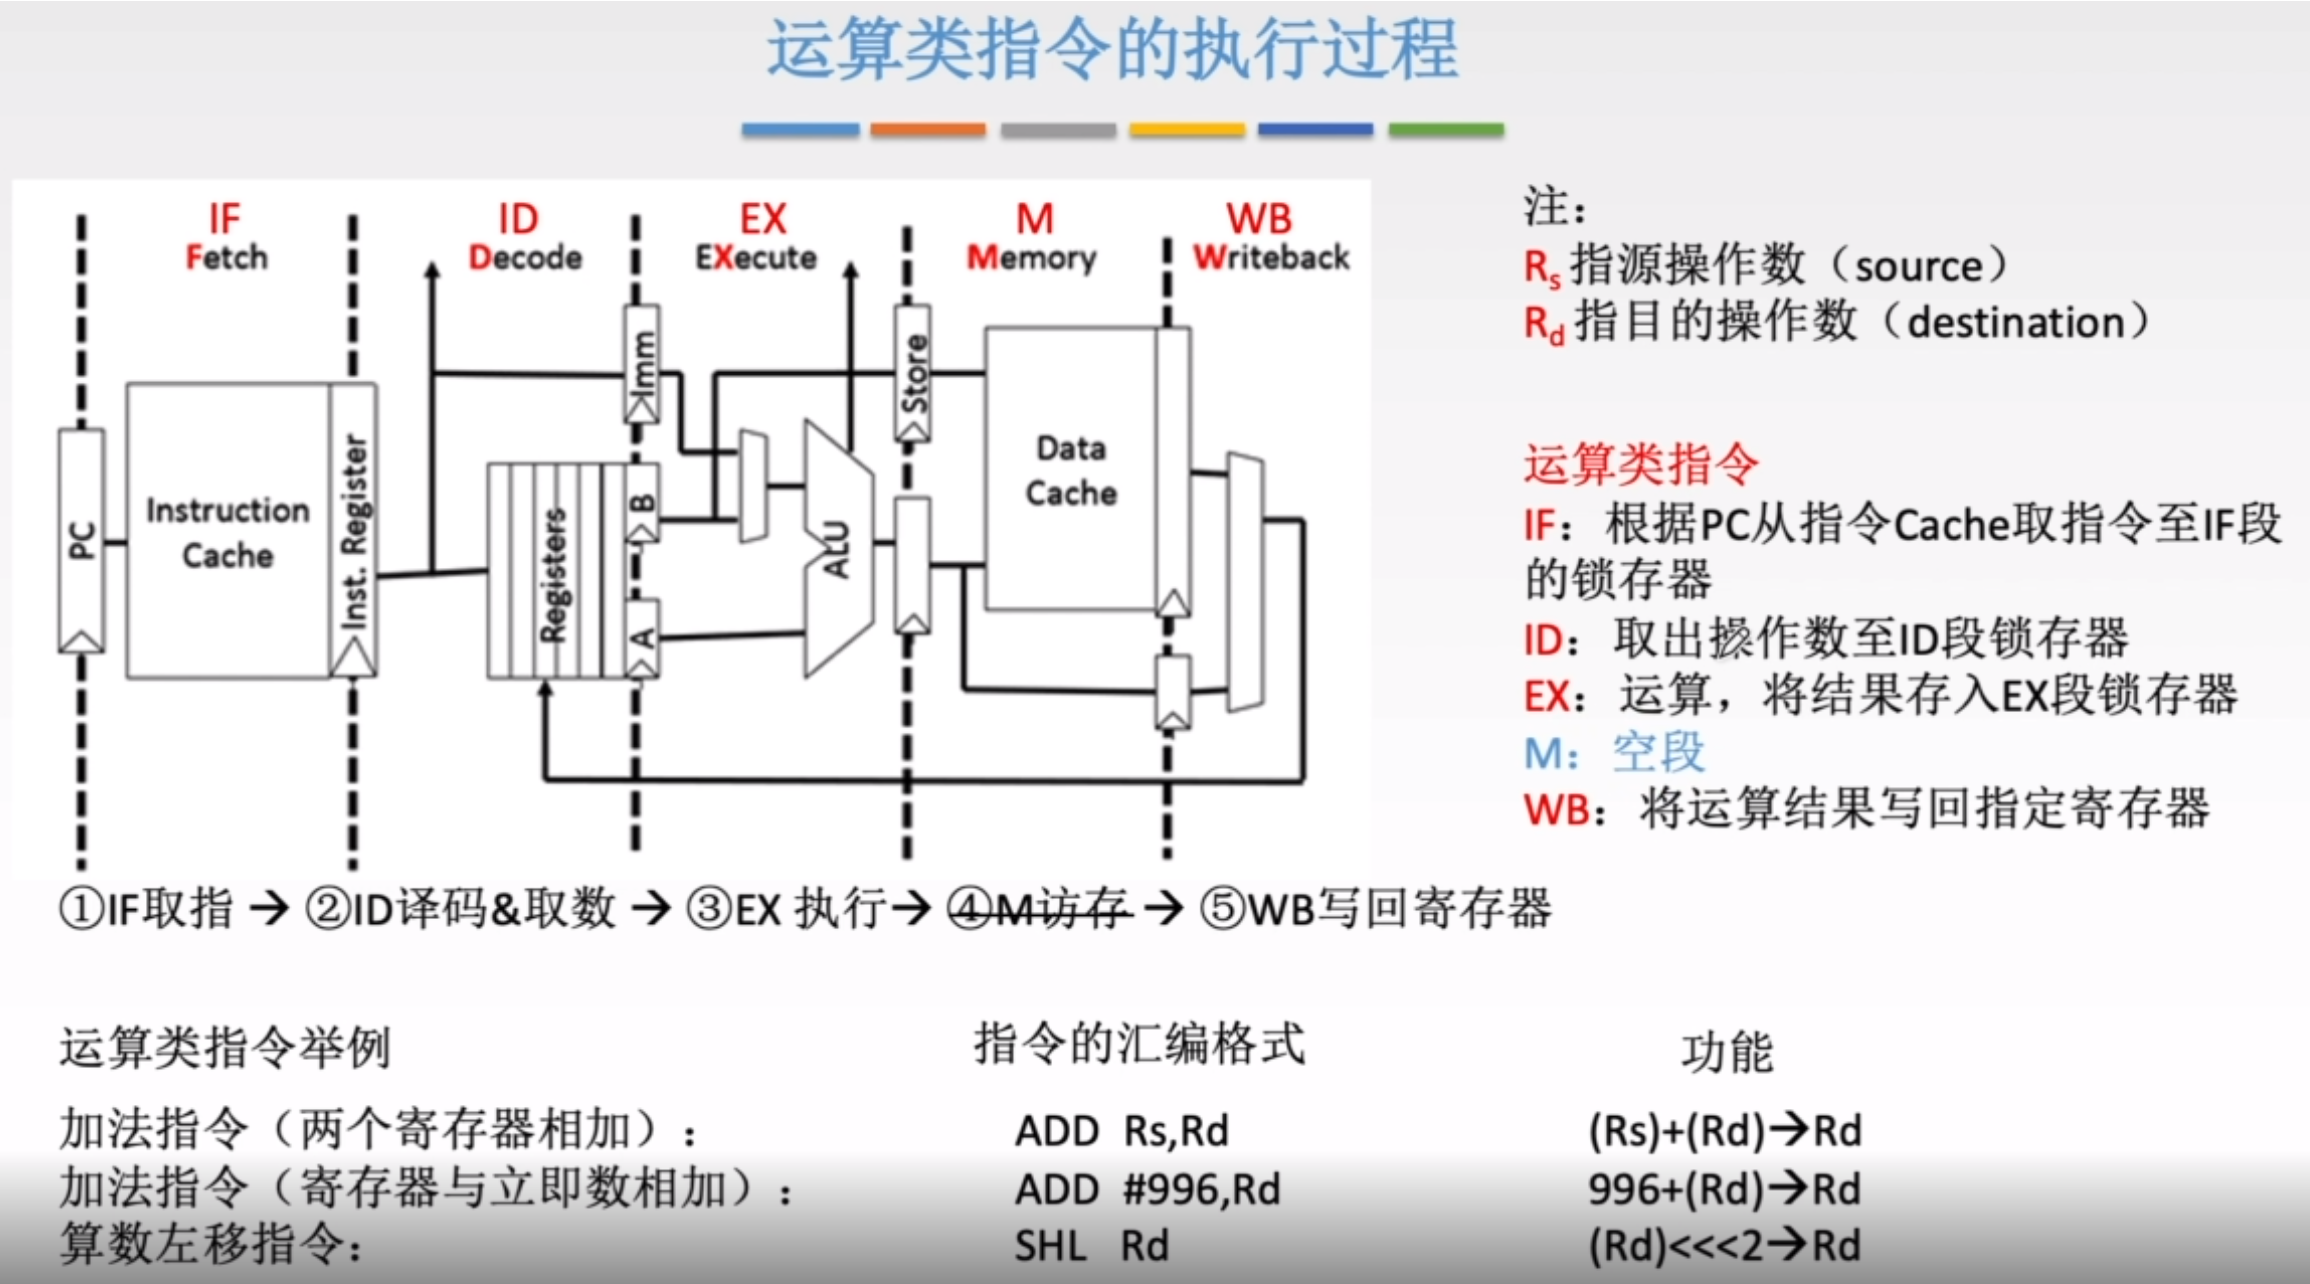 运算类指令的执行过程
IF
Fetch
ID
Decode
EX
EXecute
M
Memory
WB
Writeback
PC
Instruction
Cache
Inst. Register
Registers
Imm
B
A
ALU
Store
Data
Cache
注：
Rs 指源操作数（source）
Rd 指目的操作数（destination）
运算类指令
IF：根据PC从指令Cache取指令至IF段
的锁存器
ID：取出操作数至ID段锁存器
EX：运算，将结果存入EX段锁存器
M：空段
WB：将运算结果写回指定寄存器
①IF取指 → ②ID译码&取数 → ③EX 执行→ ④M访存 → ⑤WB写回寄存器
运算类指令举例 指令的汇编格式 功能
加法指令（两个寄存器相加）： ADD Rs,Rd (Rs)+(Rd)→Rd
加法指令（寄存器与立即数相加）： ADD #996,Rd 996+(Rd)→Rd
算数左移指令： SHL Rd (Rd)<<<2→Rd